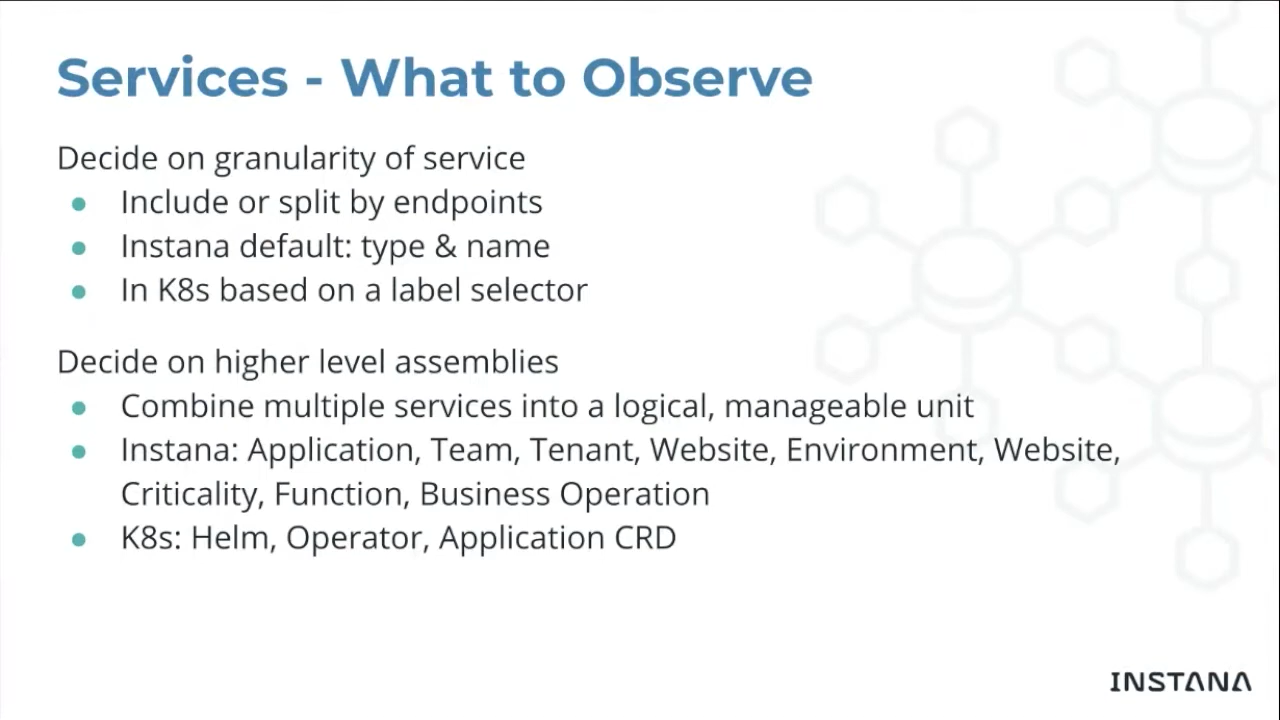 Services - What to Observe
Decide on granularity of service
● Include or split by endpoints
● Instana default: type & name
● In K8s based on a label selector
Decide on higher level assemblies
● Combine multiple services into a logical, manageable unit
● Instana: Application, Team, Tenant, Website, Environment, Website,
Criticality, Function, Business Operation
● K8s: Helm, Operator, Application CRD
INSTANA